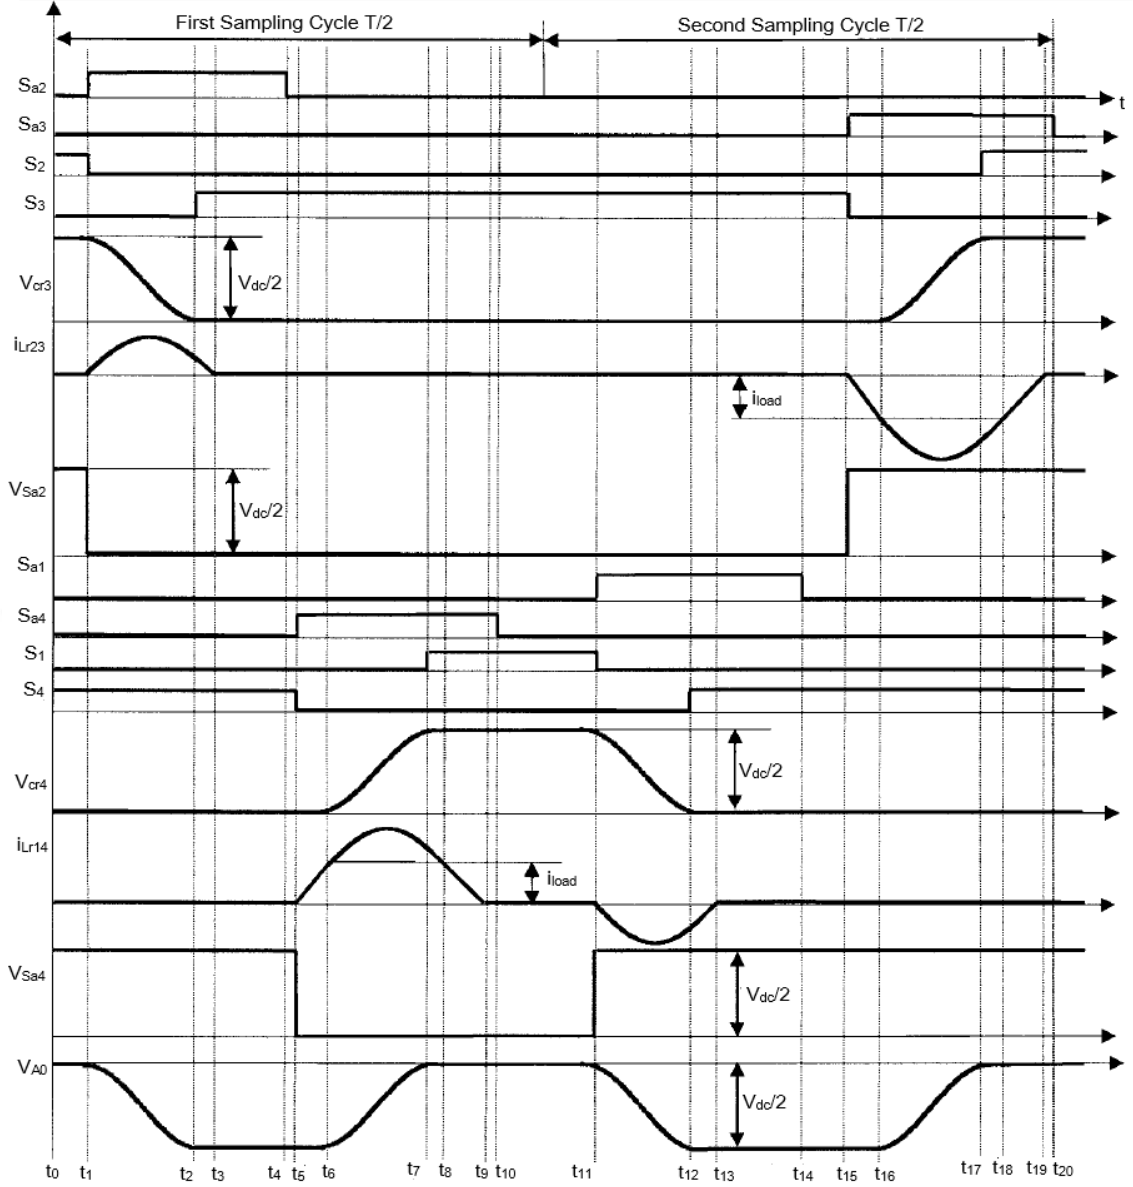 First Sampling Cycle T/2
Second Sampling Cycle T/2
Sa2
t
Sa3
S2
S3
Vcr3
Vdc/2
iLr23
iload
VSa2
Vdc/2
Sa1
Sa4
S1
S4
Vcr4
Vdc/2
iLr14
iload
VSa4
Vdc/2
VA0
Vdc/2
t0 t1 t2 t3 t4 t5 t6 t7 t8 t9 t10 t11 t12 t13 t14 t15 t16 t17 t18 t19 t20